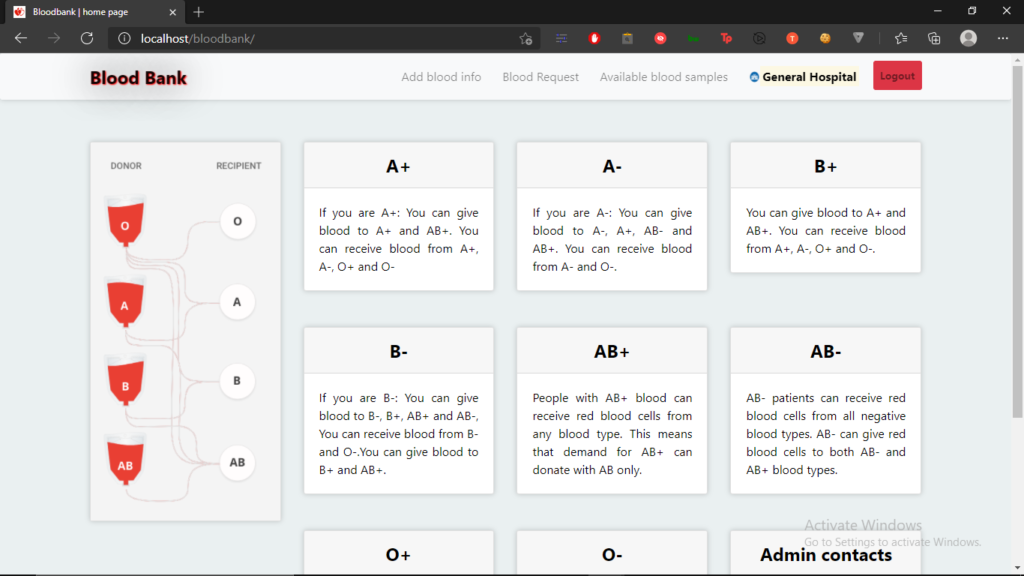 Bloodbank | home page
localhost/bloodbank/
Blood Bank
Add blood info
Blood Request
Available blood samples
General Hospital
Logout
DONOR
RECIPIENT
O
O
A
A
B
B
AB
AB
A+
If you are A+: You can give
blood to A+ and AB+. You
can receive blood from A+,
A-, O+ and O-
A-
If you are A-: You can give
blood to A-, A+, AB- and
AB+. You can receive blood
from A- and O-.
B+
You can give blood to A+ and
AB+. You can receive blood
from A+, A-, O+ and O-.
B-
If you are B-: You can give
blood to B-, B+, AB+ and AB-,
You can receive blood from B-
and O-.You can give blood to
B+ and AB+.
AB+
People with AB+ blood can
receive red blood cells from
any blood type. This means
that demand for AB+ can
donate with AB only.
AB-
AB- patients can receive red
blood cells from all negative
blood types. AB- can give red
blood cells to both AB- and
AB+ blood types.
O+
O-
Admin contacts
Activate Windows
Go to Settings to activate Windows.